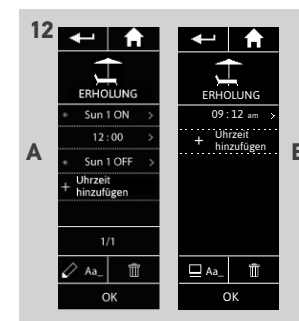 12
A
ERHOLUNG
Sun 1 ON >
12 : 00 >
Sun 1 OFF >
+ Uhrzeit
hinzufügen
1/1
Aa_
OK
ERHOLUNG
09 : 12 am >
+ Uhrzeit
hinzufügen
Aa_
OK